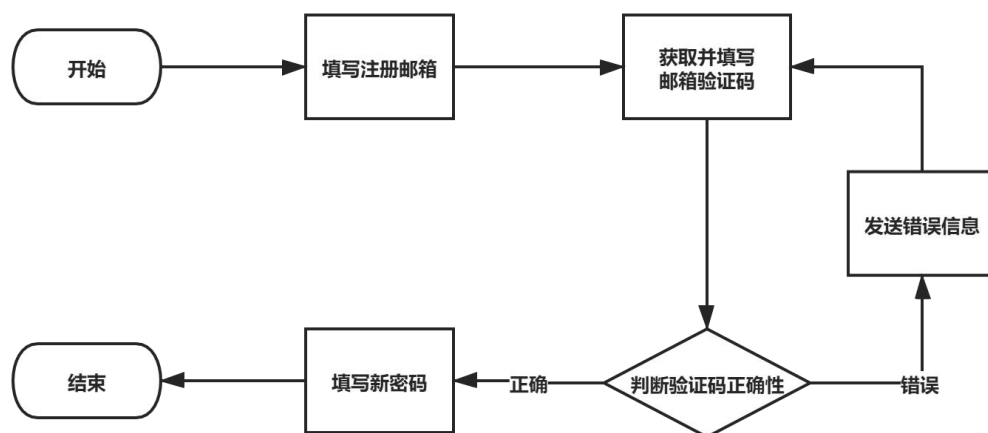 开始
填写注册邮箱
获取并填写
邮箱验证码
发送错误信息
判断验证码正确性
错误
正确
填写新密码
结束